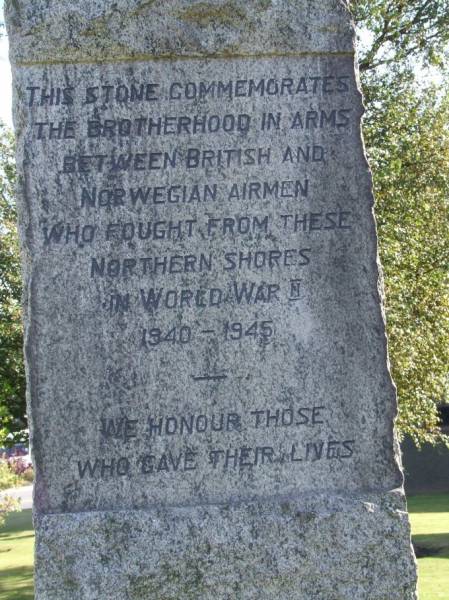 THIS STONE COMMEMORATES
THE BROTHERHOOD IN ARMS
BETWEEN BRITISH AND
NORWEGIAN AIRMEN
WHO FOUGHT FROM THESE
NORTHERN SHORES
IN WORLD WAR II
1940 - 1945
WE HONOUR THOSE
WHO GAVE THEIR LIVES